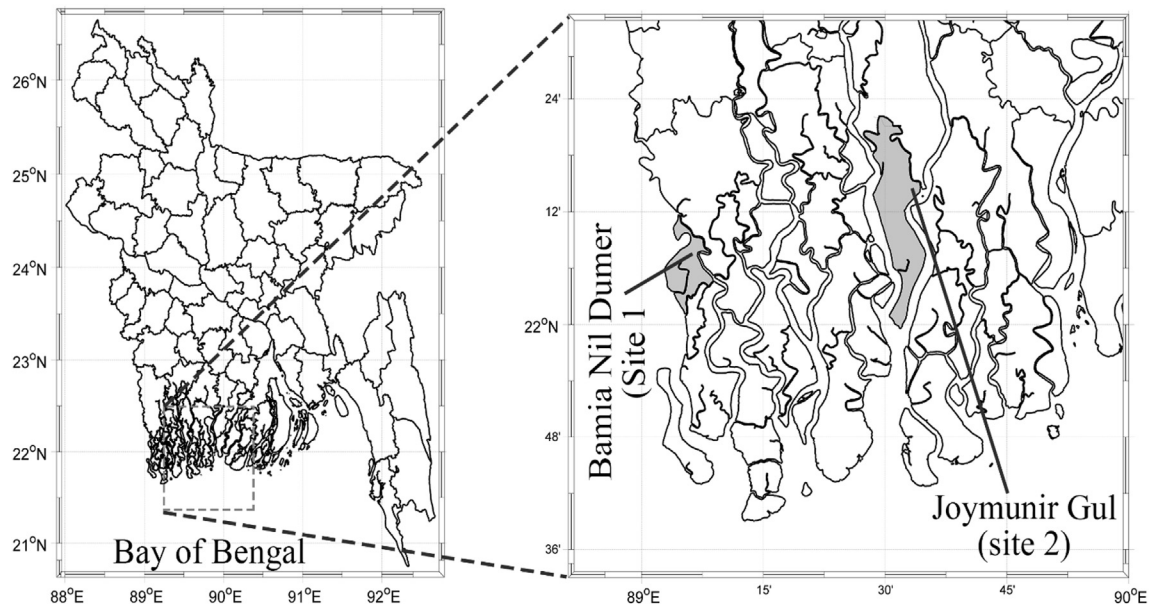 26°N
25°N
24°N
23°N
22°N
21°N
88°E
89°E
90°E
91°E
92°E
Bay of Bengal
24'
12'
22°N
48'
36'
89°E
15'
30'
45'
90°E
Bamia Nil Dumer
(Site 1)
Joymunir Gul
(site 2)